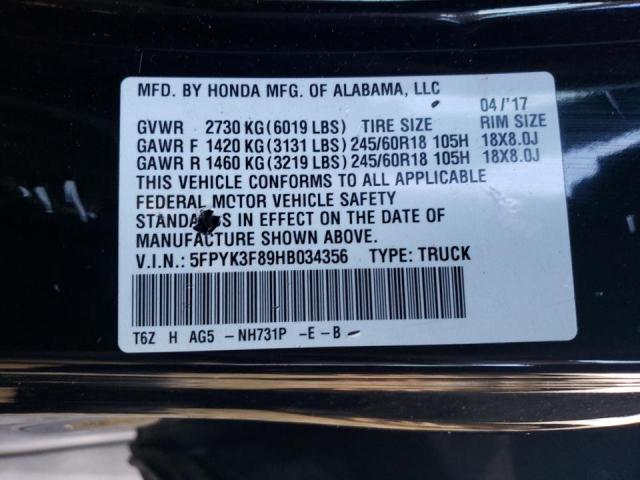 MFD. BY HONDA MFG. OF ALABAMA, LLC
04/'17
GVWR 2730 KG(6019 LBS) TIRE SIZE RIM SIZE
GAWR F 1420 KG(3131 LBS) 245/60R18 105H 18X8.0J
GAWR R 1460 KG(3219 LBS) 245/60R18 105H 18X8.0J
THIS VEHICLE CONFORMS TO ALL APPLICABLE
FEDERAL MOTOR VEHICLE SAFETY
STANDARDS IN EFFECT ON THE DATE OF
MANUFACTURE SHOWN ABOVE.
V.I.N.: 5FPYK3F89HB034356 TYPE: TRUCK
T6Z H AG5 - NH731P -E-B-